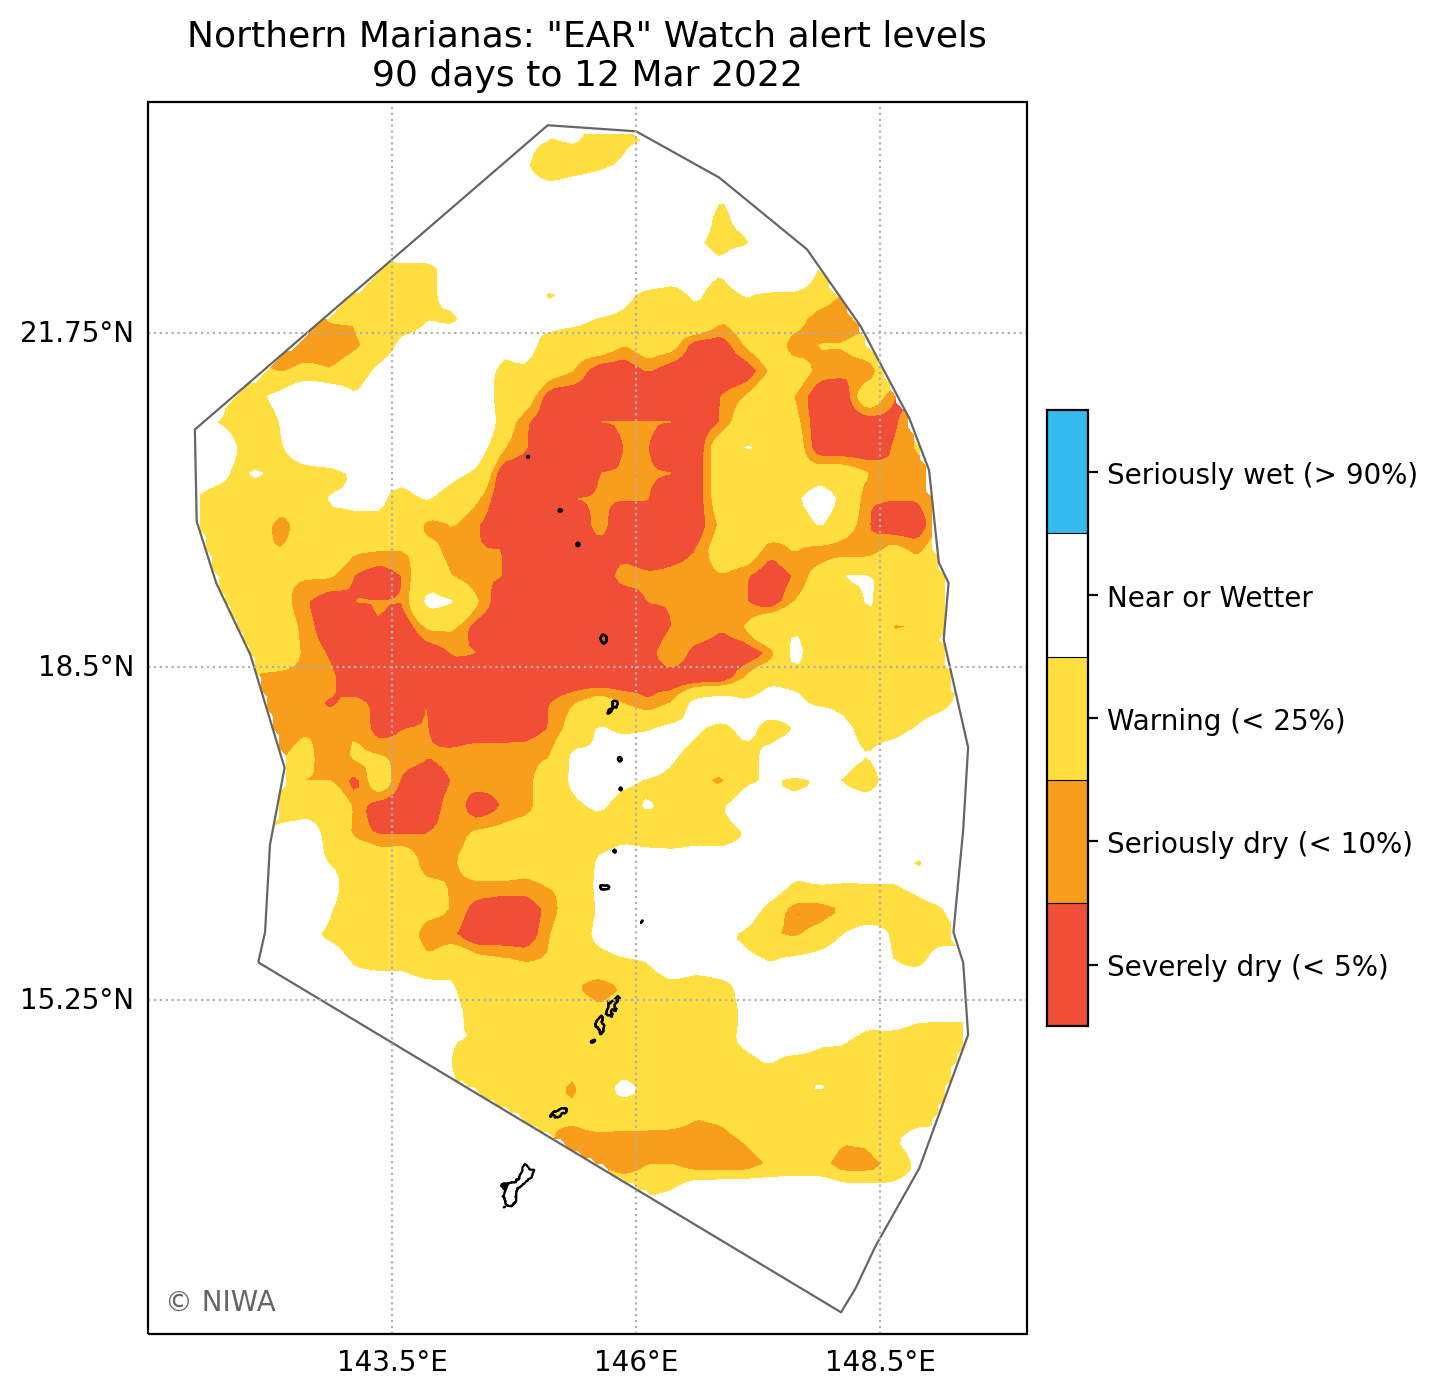 Northern Marianas: "EAR" Watch alert levels
90 days to 12 Mar 2022
21.75°N
18.5°N
15.25°N
143.5°E
146°E
148.5°E
Seriously wet (> 90%)
Near or Wetter
Warning (< 25%)
Seriously dry (< 10%)
Severely dry (< 5%)
© NIWA